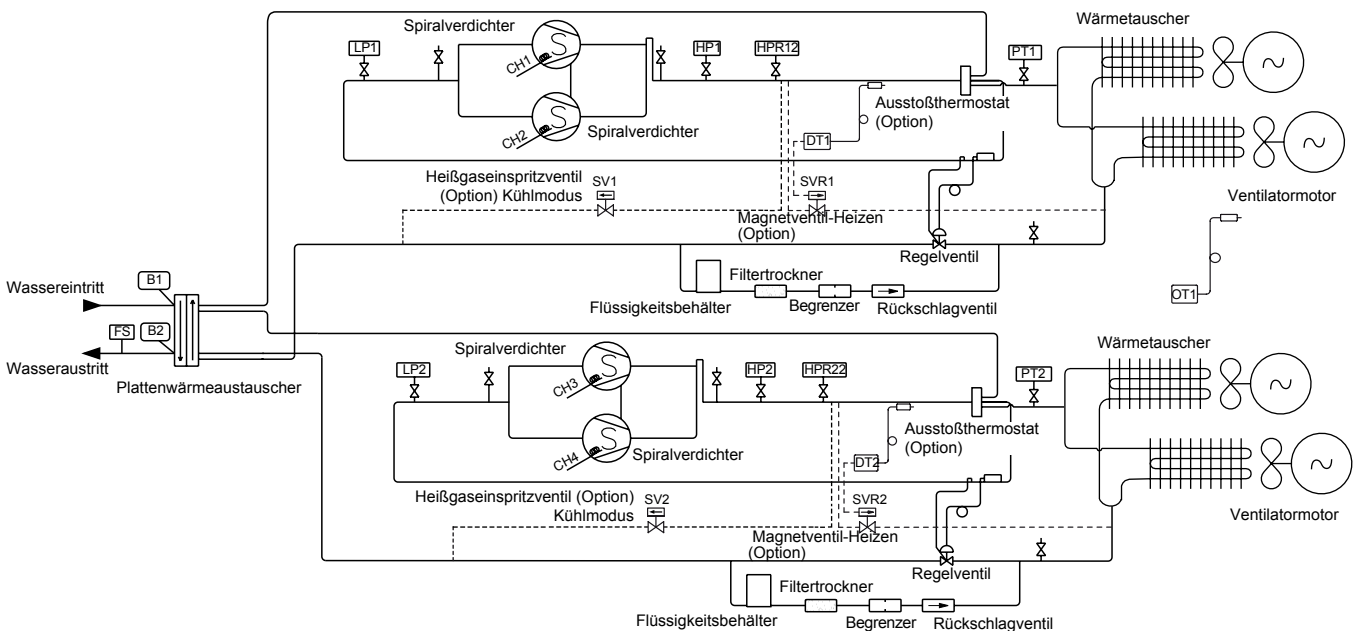 Spiralverdichter
Wärmetauscher
LP1
CH1
HP1
HPR12
PT1
CH2
Spiralverdichter
Ausstoßthermostat
(Option)
DT1
Heißgaseinspritzventil
(Option) Kühlmodus
SV1
SVR1
Ventilatormotor
Magnetventil-Heizen
(Option)
Regelventil
B1
Wassereintritt
Filtertrockner
Flüssigkeitsbehälter
Begrenzer
Rückschlagventil
OT1
FS
B2
Wasseraustritt
Plattenwärmeaustauscher
Spiralverdichter
Wärmetauscher
LP2
CH3
HP2
HPR22
PT2
CH4
Spiralverdichter
Ausstoßthermostat
(Option)
DT2
Heißgaseinspritzventil (Option)
Kühlmodus
SV2
SVR2
Ventilatormotor
Magnetventil-Heizen
(Option)
Regelventil
Filtertrockner
Flüssigkeitsbehälter
Begrenzer
Rückschlagventil
S
S
S
S